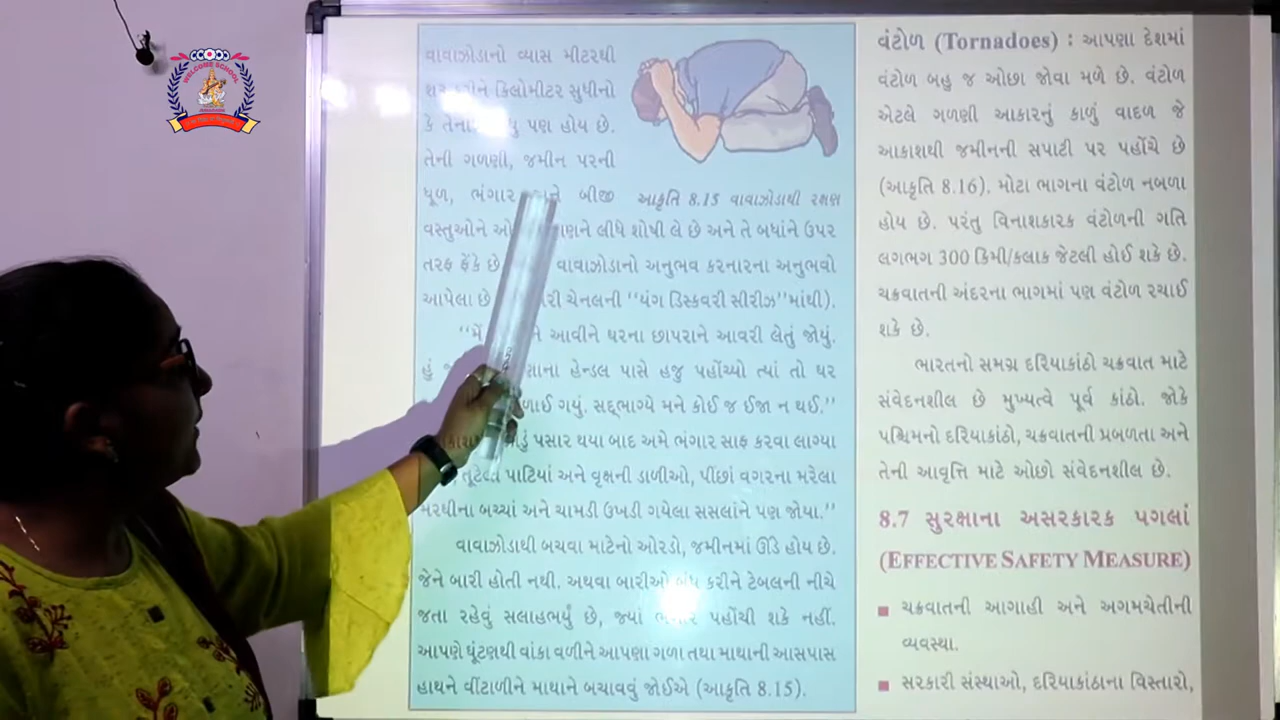 WELCOME SCHOOL
વાવાઝોડાનો વ્યાસ મીટરથી
કિલોમીટર સુધીનો
કે પણ હોય છે.
તેની ગળણી, જમીન પરની
ધૂળ, ભંગાર અને બીજી
વસ્તુઓને લીધે શોષી લે છે અને તે બધાંને ઉપર
તરફ ફેંકે છે વાવાઝોડાનો અનુભવ કરનારના અનુભવો
આપેલા છે ચેનલની ‘‘યંગ ડિસ્કવરી સીરીઝ’’માંથી).
‘‘મેં આવીને ઘરના છાપરાને આવરી લેતું જોયું.
હું હેન્ડલ પાસે હજુ પહોંચ્યો ત્યાં તો ઘર
ગયું. સદ્ભાગ્યે મને કોઈ જ ઈજા ન થઈ.’’
પસાર થયા બાદ અમે ભંગાર સાફ કરવા લાગ્યા
તૂટેલાં પાટિયાં અને વૃક્ષની ડાળીઓ, પીંછાં વગરના મરેલા
મરઘીના બચ્ચાં અને ચામડી ઉખડી ગયેલા સસલાંને પણ જોયા.’’
વાવાઝોડાથી બચવા માટેનો ઓરડો, જમીનમાં ઊંડે હોય છે.
જેને બારી હોતી નથી. અથવા બારીઓ બંધ કરીને ટેબલની નીચે
જતા રહેવું સલાહભર્યું છે, જ્યાં ભંગાર પહોંચી શકે નહીં.
આપણે ઘૂંટણથી વાંકા વળીને આપણા ગળા તથા માથાની આસપાસ
હાથને વીંટાળીને માથાને બચાવવું જોઈએ (આકૃતિ 8.15).
આકૃતિ 8.15 વાવાઝોડાથી રક્ષણ
વંટોળ (Tornadoes) : આપણા દેશમાં
વંટોળ બહુ જ ઓછા જોવા મળે છે. વંટોળ
એટલે ગળણી આકારનું કાળું વાદળ જે
આકાશથી જમીનની સપાટી પર પહોંચે છે
(આકૃતિ 8.16). મોટા ભાગના વંટોળ નબળા
હોય છે. પરંતુ વિનાશકારક વંટોળની ગતિ
લગભગ 300 કિમી/કલાક જેટલી હોઈ શકે છે.
ચક્રવાતની અંદરના ભાગમાં પણ વંટોળ રચાઈ
શકે છે.
ભારતનો સમગ્ર દરિયાકાંઠો ચક્રવાત માટે
સંવેદનશીલ છે મુખ્યત્વે પૂર્વ કાંઠો. જોકે
પશ્ચિમનો દરિયાકાંઠો, ચક્રવાતની પ્રબળતા અને
તેની આવૃત્તિ માટે ઓછો સંવેદનશીલ છે.
8.7 સુરક્ષાના અસરકારક પગલાં
(EFFECTIVE SAFETY MEASURE)
■ ચક્રવાતની આગાહી અને અગમચેતીની
વ્યવસ્થા.
■ સરકારી સંસ્થાઓ, દરિયાકાંઠાના વિસ્તારો,